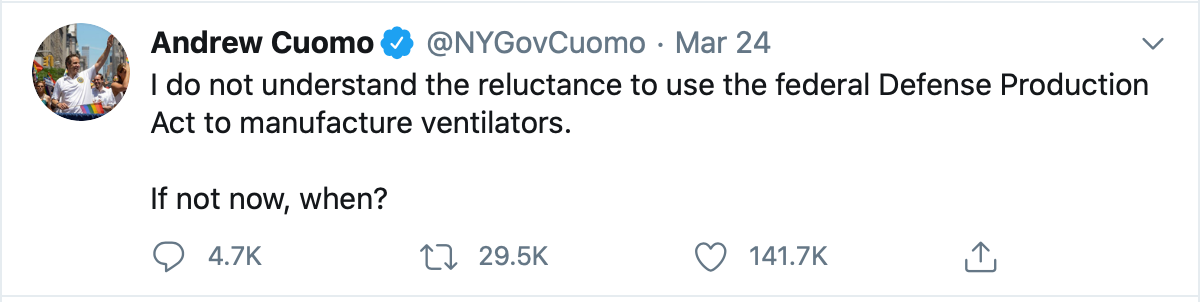 Andrew Cuomo @NYGovCuomo · Mar 24
I do not understand the reluctance to use the federal Defense Production
Act to manufacture ventilators.
If not now, when?
4.7K 29.5K 141.7K